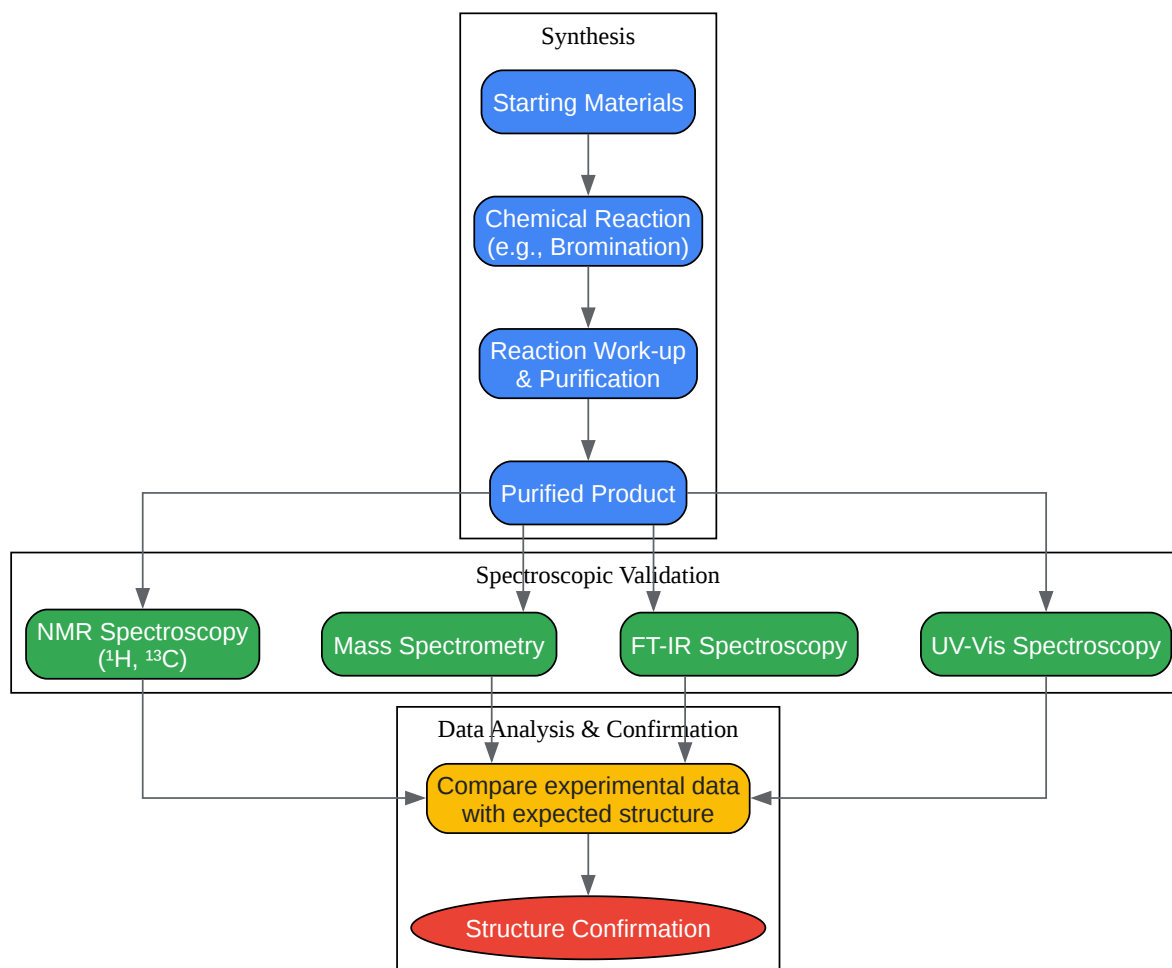 Synthesis
Starting Materials
Chemical Reaction
(e.g., Bromination)
Reaction Work-up
& Purification
Purified Product
Spectroscopic Validation
NMR Spectroscopy
(¹H, ¹³C)
Mass Spectrometry
FT-IR Spectroscopy
UV-Vis Spectroscopy
Data Analysis & Confirmation
Compare experimental data
with expected structure
Structure Confirmation